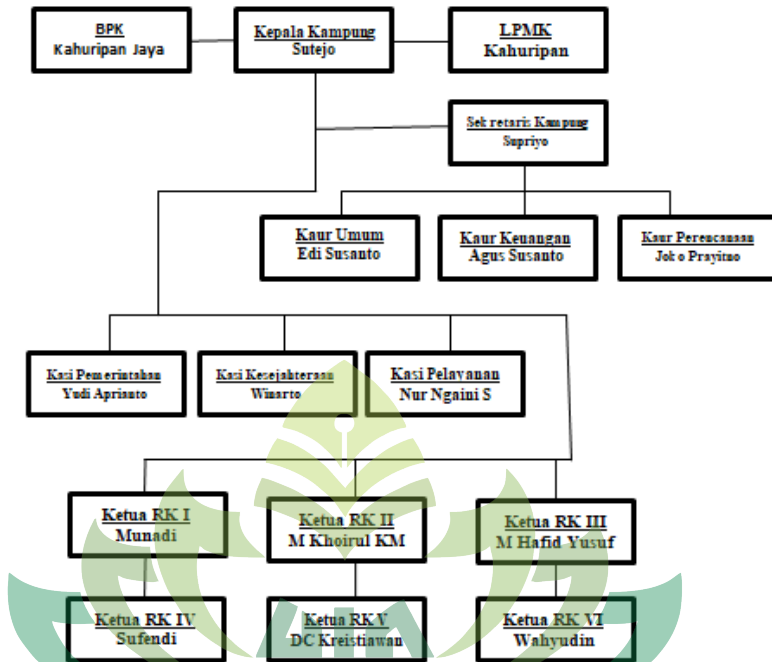 BPK
Kahuripan Jaya
Kepala Kampung
Sutejo
LPMK
Kahuripan
Sekretaris Kampung
Supriyo
Kaur Umum
Edi Susanto
Kaur Keuangan
Agus Susanto
Kaur Perencanaan
Joko Prayitno
Kasi Pemerintahan
Yudi Aprianto
Kasi Kesejahteraan
Winarto
Kasi Pelayanan
Nur Ngaini S
Ketua RK I
Munadi
Ketua RK II
M Khoirul KM
Ketua RK III
M Hafid Yusuf
Ketua RK IV
Sufendi
Ketua RK V
DC Kreistiawan
Ketua RK VI
Wahyudin